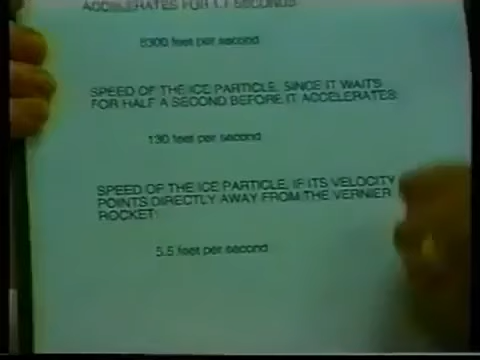 ACCELERATES FOR 1.1 SECONDS:
6300 feet per second
SPEED OF THE ICE PARTICLE, SINCE IT WAITS
FOR HALF A SECOND BEFORE IT ACCELERATES:
130 feet per second
SPEED OF THE ICE PARTICLE, IF ITS VELOCITY
POINTS DIRECTLY AWAY FROM THE VERNIER
ROCKET:
5.5 feet per second